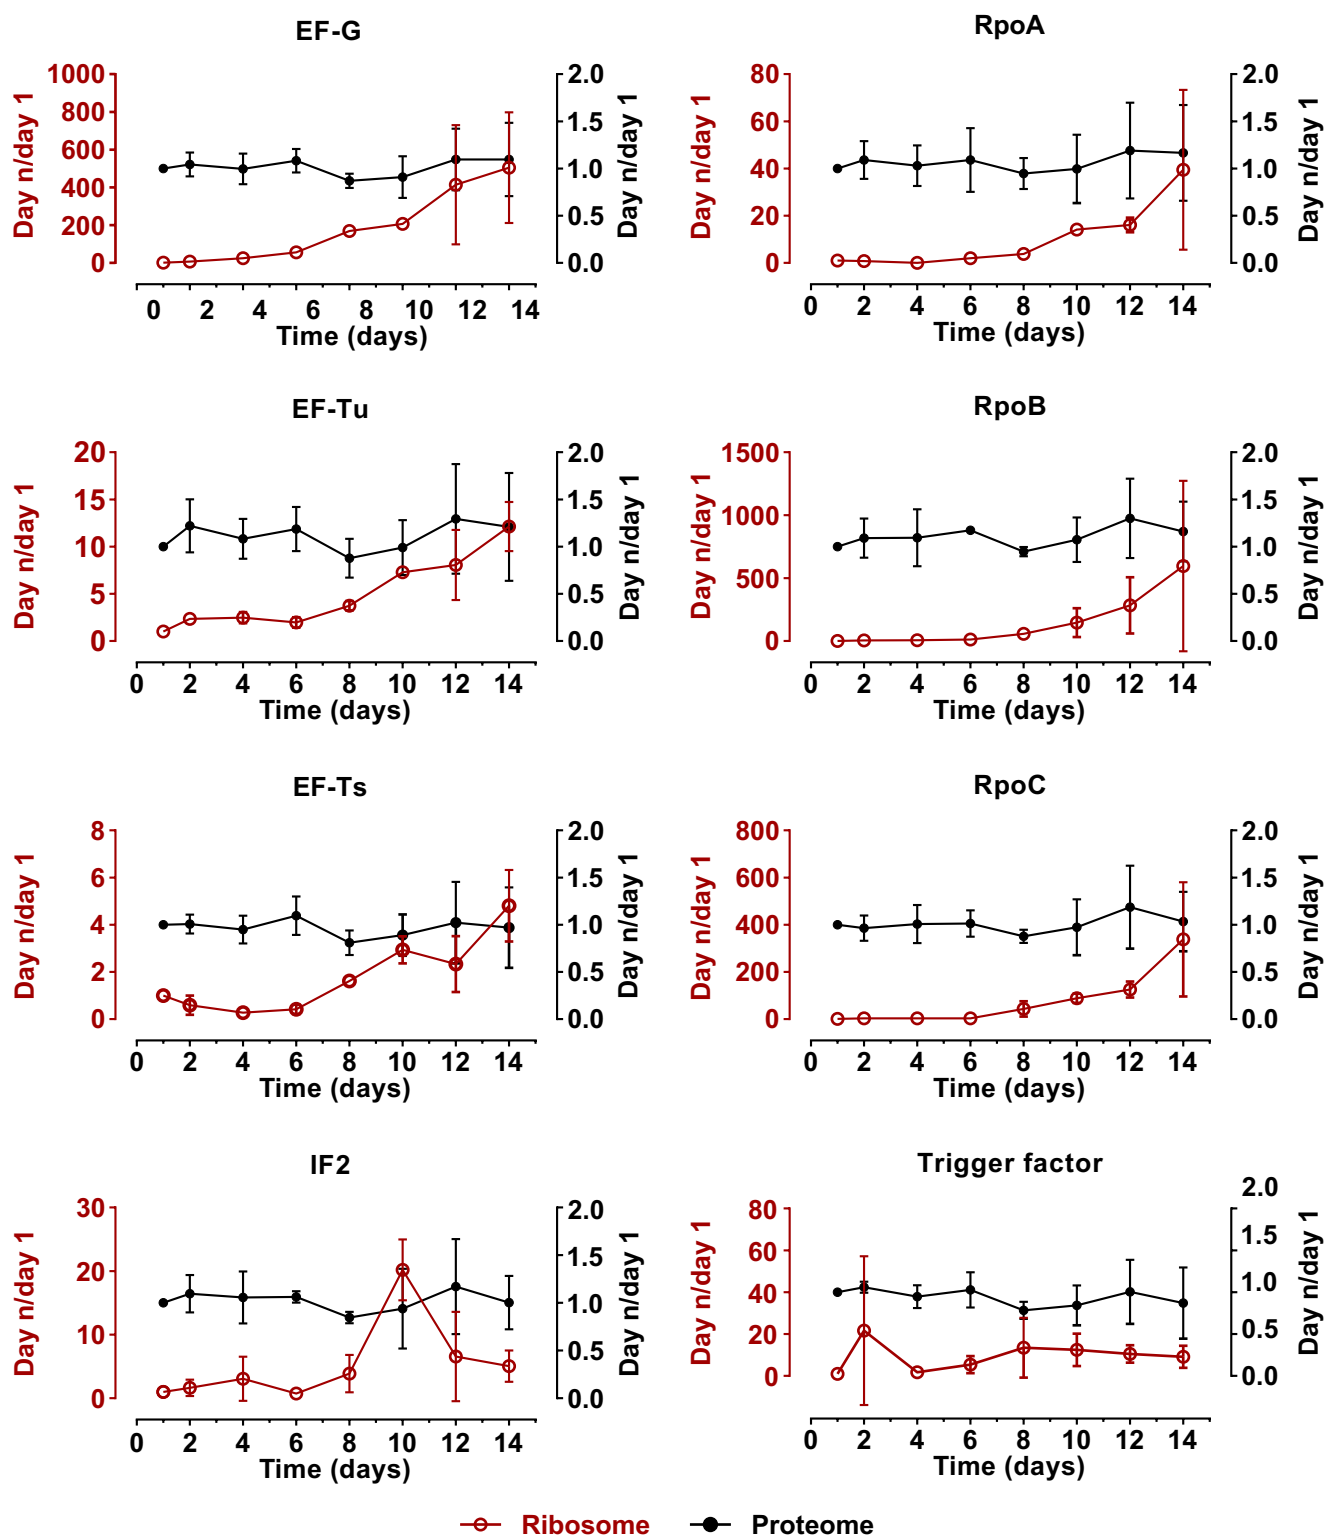 EF-G
Day n/day 1
1000
800
600
400
200
0
2.0
1.5
1.0
0.5
0.0
Day n/day 1
0 2 4 6 8 10 12 14
Time (days)
RpoA
Day n/day 1
80
60
40
20
0
2.0
1.5
1.0
0.5
0.0
Day n/day 1
0 2 4 6 8 10 12 14
Time (days)
EF-Tu
Day n/day 1
20
15
10
5
0
2.0
1.5
1.0
0.5
0.0
Day n/day 1
0 2 4 6 8 10 12 14
Time (days)
RpoB
Day n/day 1
1500
1000
500
0
2.0
1.5
1.0
0.5
0.0
Day n/day 1
0 2 4 6 8 10 12 14
Time (days)
EF-Ts
Day n/day 1
8
6
4
2
0
2.0
1.5
1.0
0.5
0.0
Day n/day 1
0 2 4 6 8 10 12 14
Time (days)
RpoC
Day n/day 1
800
600
400
200
0
2.0
1.5
1.0
0.5
0.0
Day n/day 1
0 2 4 6 8 10 12 14
Time (days)
IF2
Day n/day 1
30
20
10
0
2.0
1.5
1.0
0.5
0.0
Day n/day 1
0 2 4 6 8 10 12 14
Time (days)
Trigger factor
Day n/day 1
80
60
40
20
0
2.0
1.5
1.0
0.5
0.0
Day n/day 1
0 2 4 6 8 10 12 14
Time (days)
Ribosome Proteome